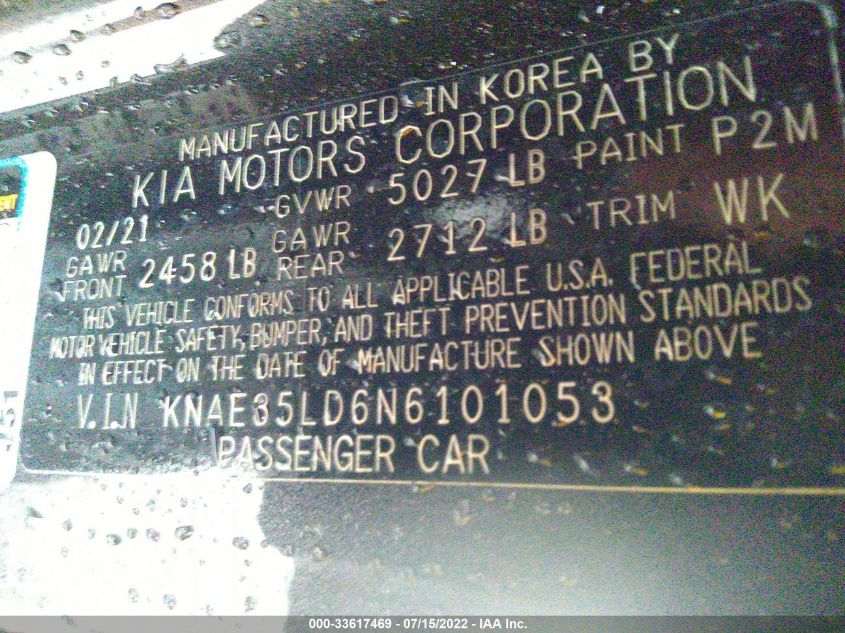 MANUFACTURED IN KOREA BY
KIA MOTORS CORPORATION
02/21 GVWR 5027 LB PAINT P2M
GAWR FRONT 2458 LB GAWR REAR 2712 LB TRIM WK
THIS VEHICLE CONFORMS TO ALL APPLICABLE U.S.A. FEDERAL
MOTOR VEHICLE SAFETY, BUMPER, AND THEFT PREVENTION STANDARDS
IN EFFECT ON THE DATE OF MANUFACTURE SHOWN ABOVE
V.I.N KNAE35LD6N6101053
PASSENGER CAR
000-33617469 - 07/15/2022 - IAA Inc.